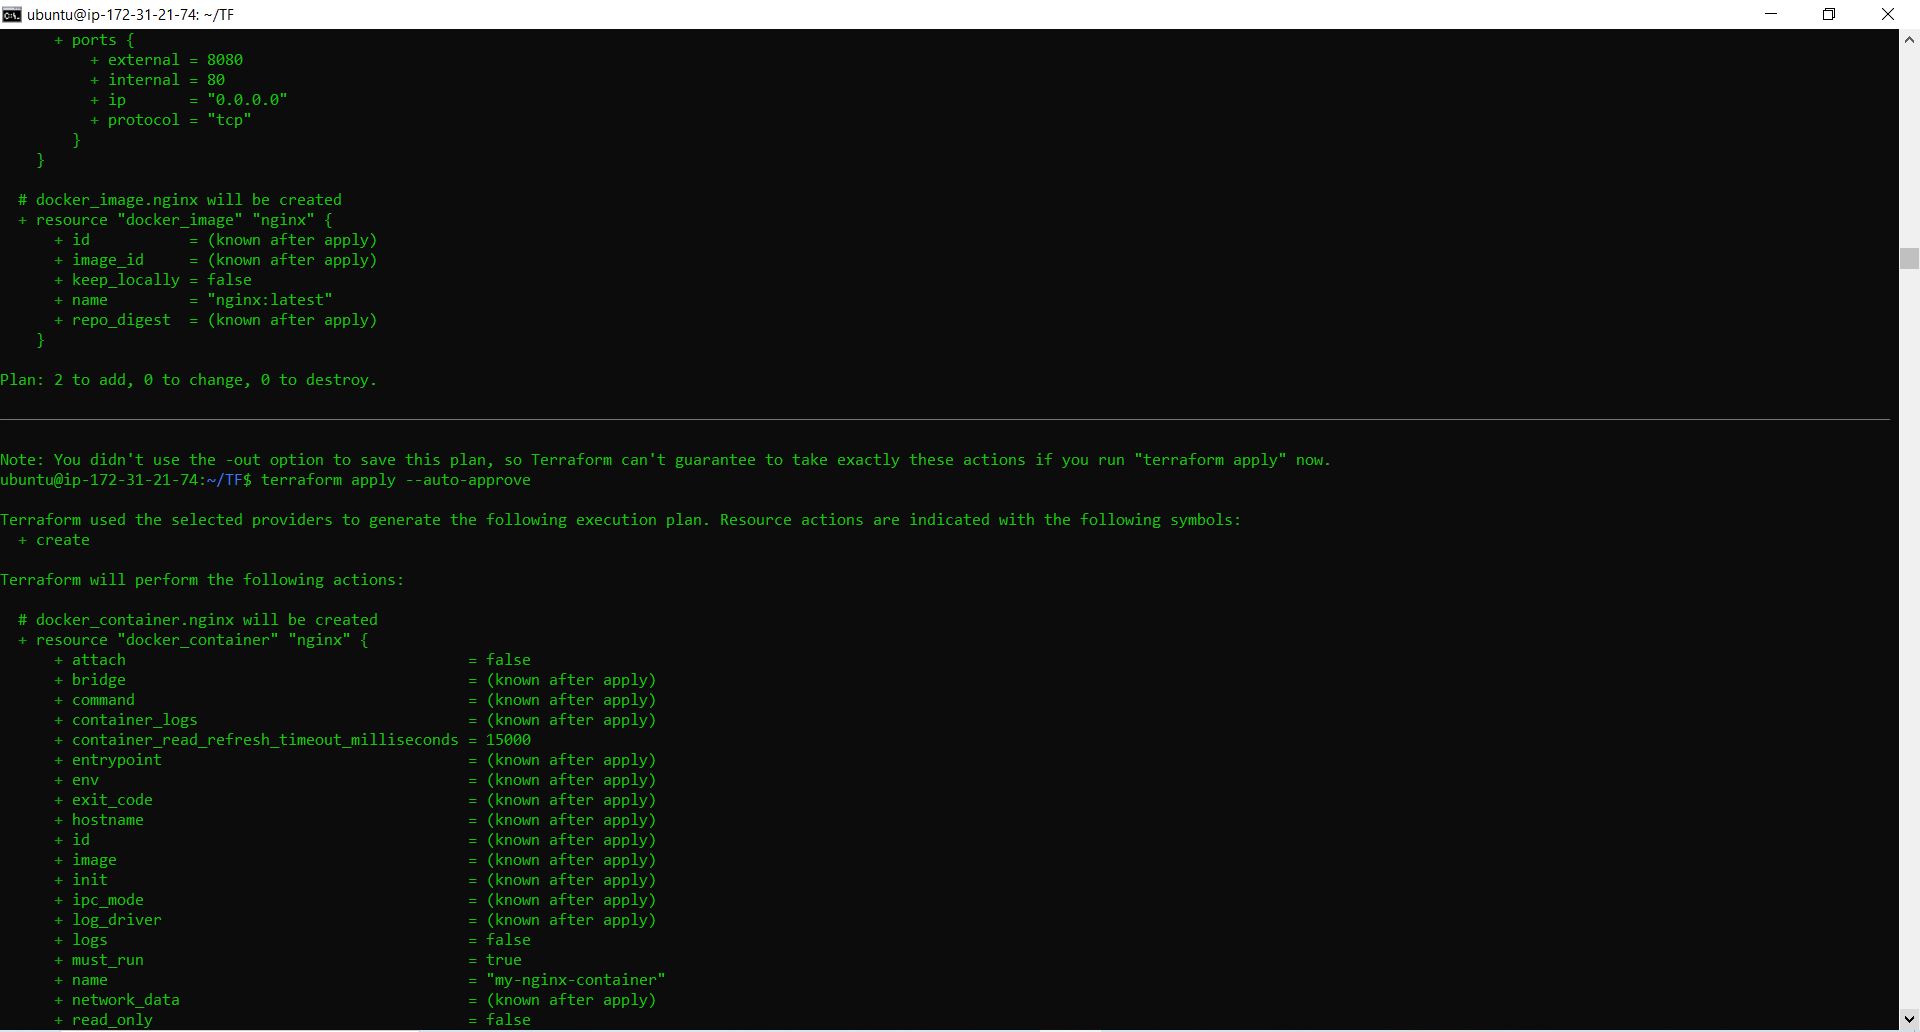 ubuntu@ip-172-31-21-74: ~/TF
      + ports {
          + external = 8080
          + internal = 80
          + ip       = "0.0.0.0"
          + protocol = "tcp"
        }
    }

  # docker_image.nginx will be created
  + resource "docker_image" "nginx" {
      + id           = (known after apply)
      + image_id     = (known after apply)
      + keep_locally = false
      + name         = "nginx:latest"
      + repo_digest  = (known after apply)
    }

Plan: 2 to add, 0 to change, 0 to destroy.

Note: You didn't use the -out option to save this plan, so Terraform can't guarantee to take exactly these actions if you run "terraform apply" now.
ubuntu@ip-172-31-21-74:~/TF$ terraform apply --auto-approve

Terraform used the selected providers to generate the following execution plan. Resource actions are indicated with the following symbols:
  + create

Terraform will perform the following actions:

  # docker_container.nginx will be created
  + resource "docker_container" "nginx" {
      + attach                                      = false
      + bridge                                      = (known after apply)
      + command                                     = (known after apply)
      + container_logs                              = (known after apply)
      + container_read_refresh_timeout_milliseconds = 15000
      + entrypoint                                  = (known after apply)
      + env                                         = (known after apply)
      + exit_code                                   = (known after apply)
      + hostname                                    = (known after apply)
      + id                                          = (known after apply)
      + image                                       = (known after apply)
      + init                                        = (known after apply)
      + ipc_mode                                    = (known after apply)
      + log_driver                                  = (known after apply)
      + logs                                        = false
      + must_run                                    = true
      + name                                        = "my-nginx-container"
      + network_data                                = (known after apply)
      + read_only                                   = false